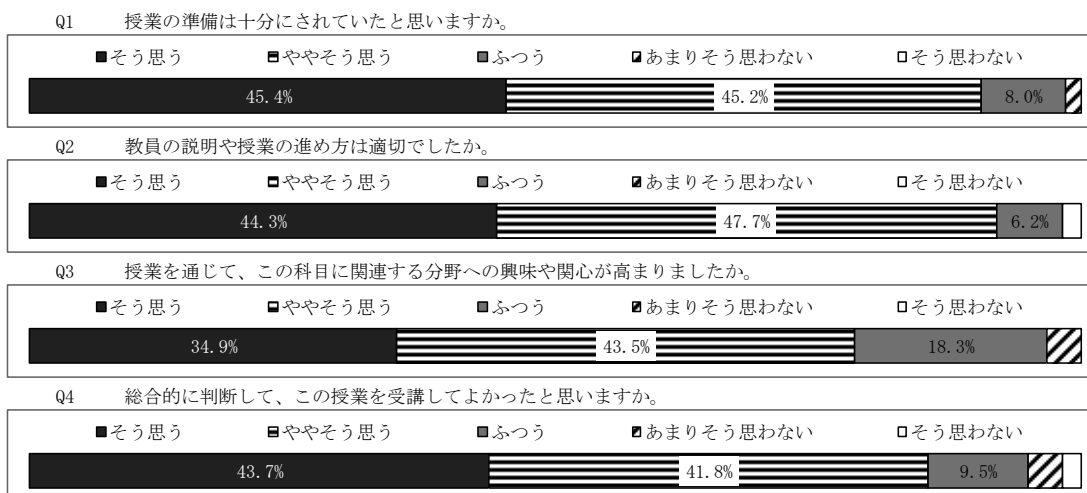 Q1 授業の準備は十分にされていたと思いますか。
■そう思う ■ややそう思う ■ふつう ■あまりそう思わない □そう思わない
45.4% 45.2% 8.0%
Q2 教員の説明や授業の進め方は適切でしたか。
■そう思う ■ややそう思う ■ふつう ■あまりそう思わない □そう思わない
44.3% 47.7% 6.2%
Q3 授業を通じて、この科目に関連する分野への興味や関心が高まりましたか。
■そう思う ■ややそう思う ■ふつう ■あまりそう思わない □そう思わない
34.9% 43.5% 18.3%
Q4 総合的に判断して、この授業を受講してよかったと思いますか。
■そう思う ■ややそう思う ■ふつう ■あまりそう思わない □そう思わない
43.7% 41.8% 9.5%